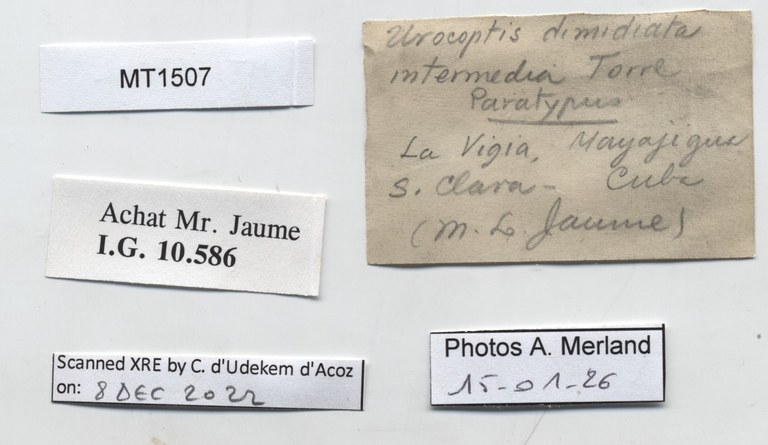 MT1507
Achat Mr. Jaume
I.G. 10.586
Scanned XRE by C. d'Udekem d'Acoz
on: 8 DEC 2022
Urocoptis dimidiata
intermedia Torre
Paratypus
La Vigia, Mayajigua
S. Clara - Cuba
(M. L. Jaume)
Photos A. Merland
15-01-26